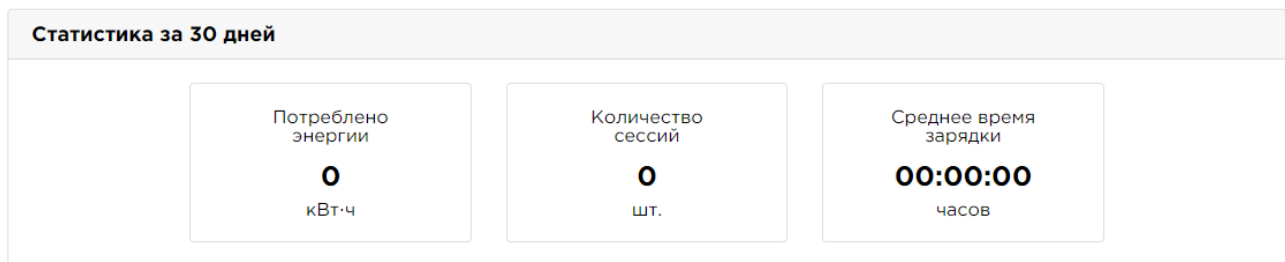 Статистика за 30 дней
Потреблено
энергии
0
кВт·ч
Количество
сессий
0
шт.
Среднее время
зарядки
00:00:00
часов